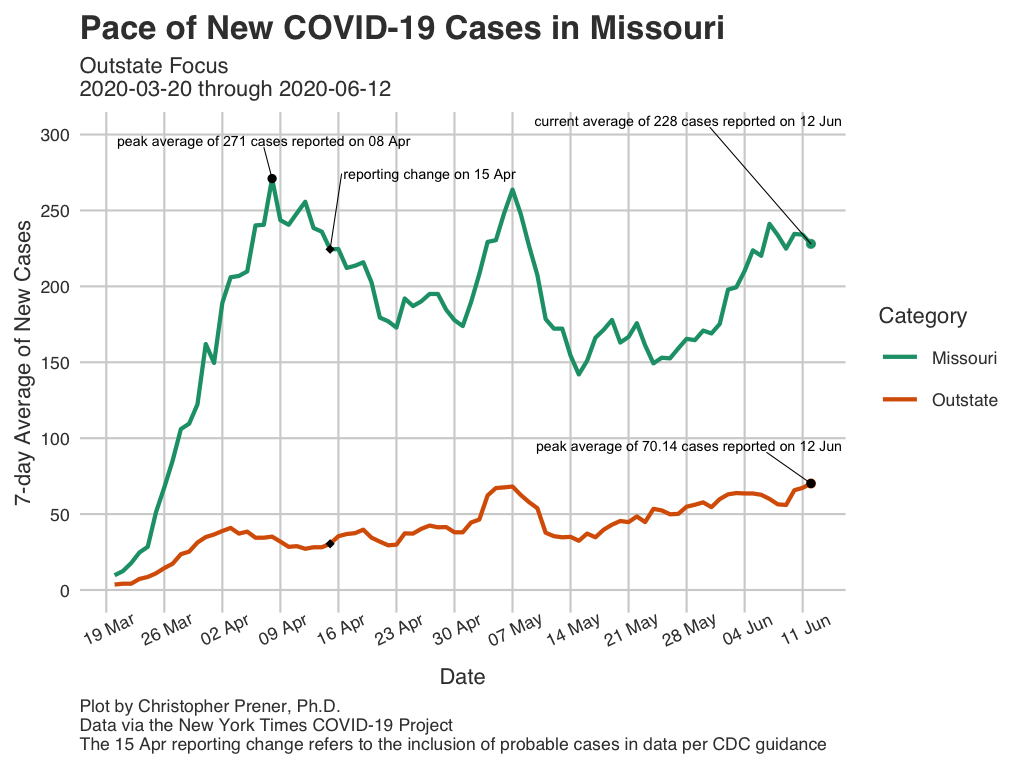 Pace of New COVID-19 Cases in Missouri
Outstate Focus
2020-03-20 through 2020-06-12
current average of 228 cases reported on 12 Jun
peak average of 271 cases reported on 08 Apr
reporting change on 15 Apr
peak average of 70.14 cases reported on 12 Jun
7-day Average of New Cases
300
250
200
150
100
50
0
19 Mar
26 Mar
02 Apr
09 Apr
16 Apr
23 Apr
30 Apr
07 May
14 May
21 May
28 May
04 Jun
11 Jun
Date
Category
Missouri
Outstate
Plot by Christopher Prener, Ph.D.
Data via the New York Times COVID-19 Project
The 15 Apr reporting change refers to the inclusion of probable cases in data per CDC guidance